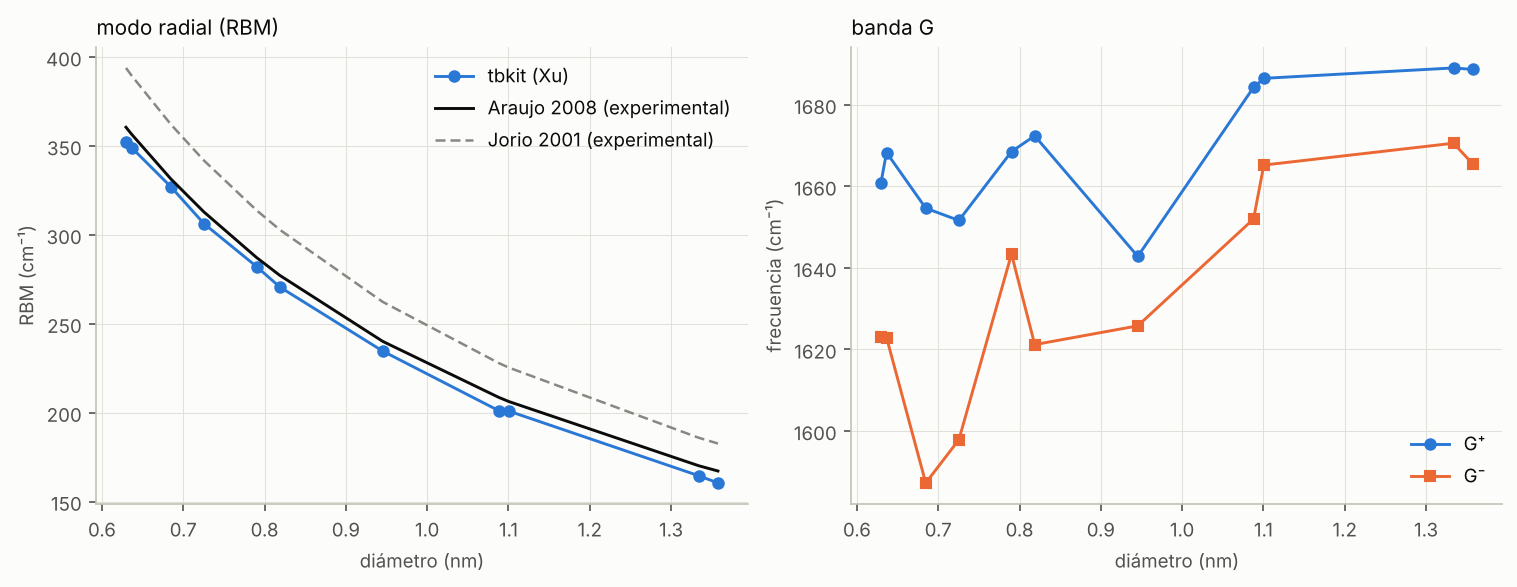 modo radial (RBM)
400
350
300
250
200
150
RBM (cm⁻¹)
tbkit (Xu)
Araujo 2008 (experimental)
Jorio 2001 (experimental)
0.6 0.7 0.8 0.9 1.0 1.1 1.2 1.3
diámetro (nm)
banda G
1680
1660
1640
1620
1600
frecuencia (cm⁻¹)
G⁺
G⁻
0.6 0.7 0.8 0.9 1.0 1.1 1.2 1.3
diámetro (nm)